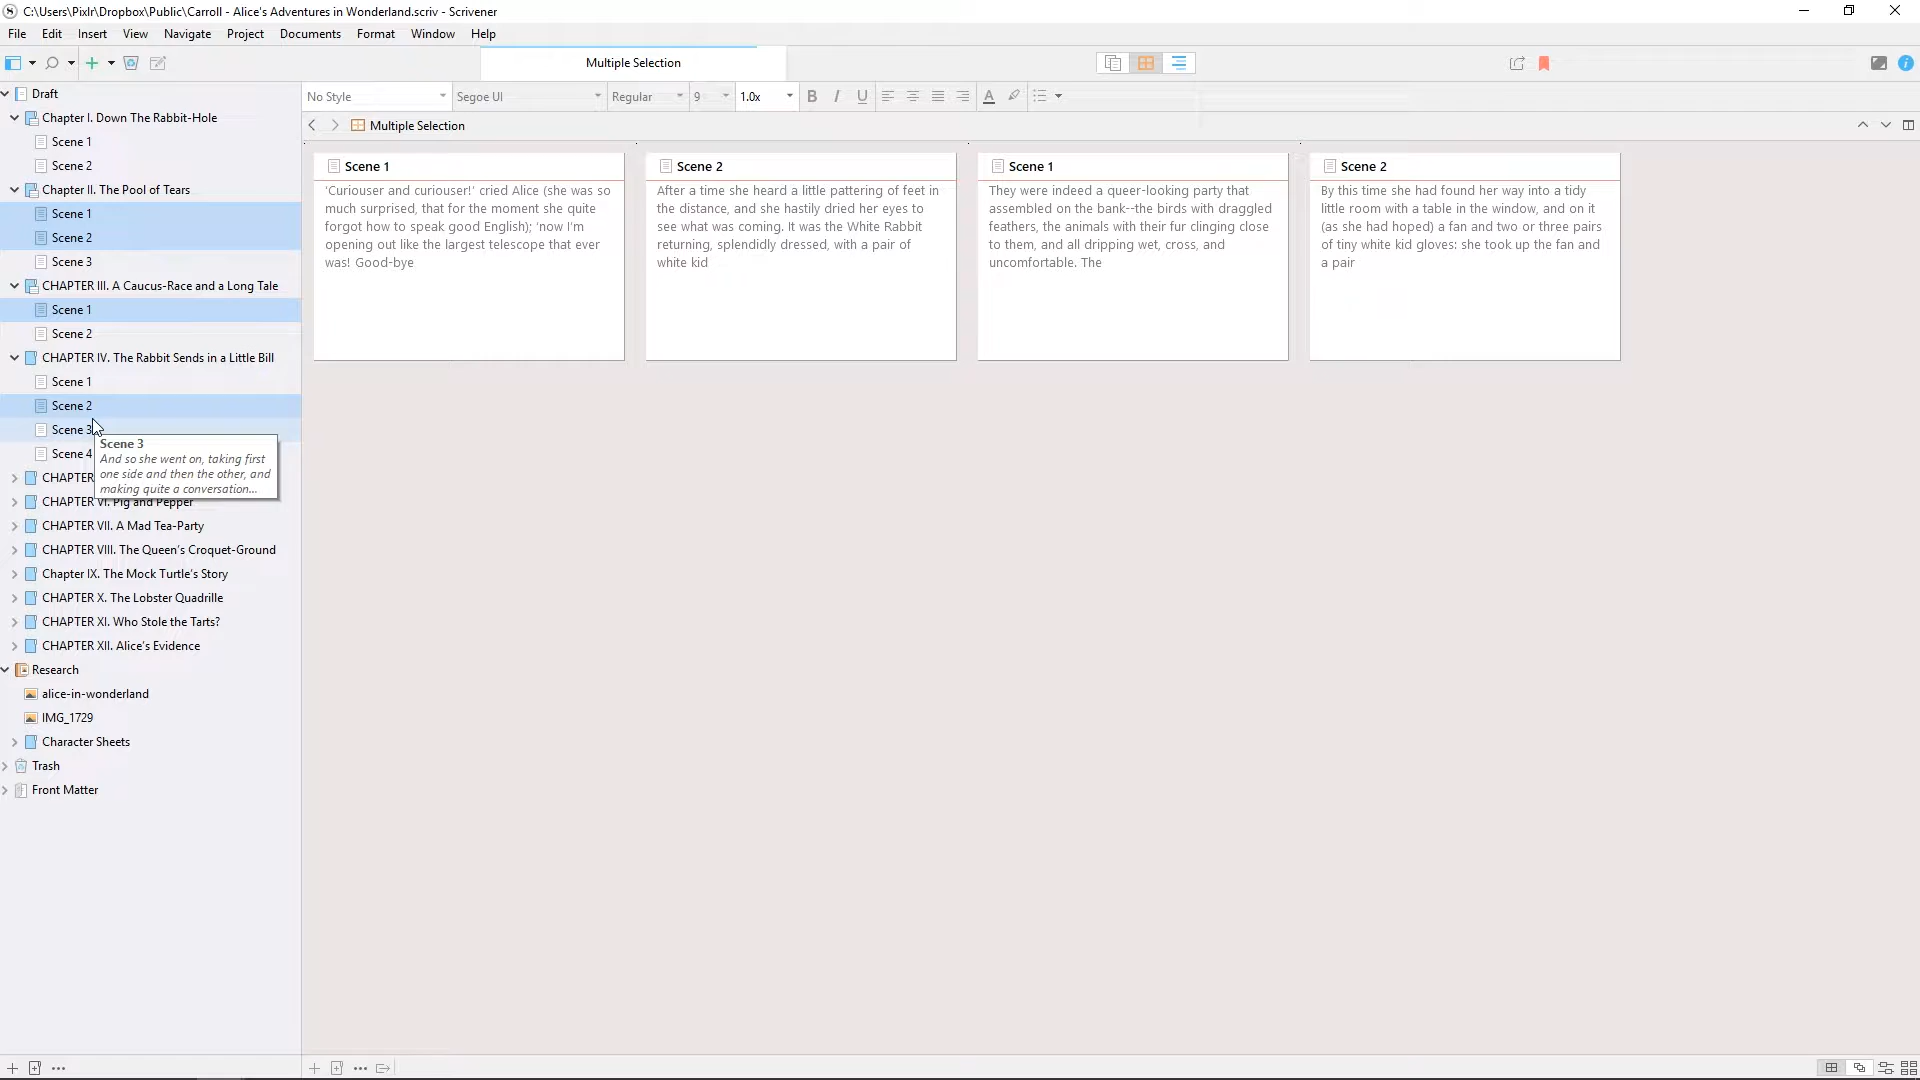 C:\Users\Pixlr\Dropbox\Public\Carroll - Alice's Adventures in Wonderland.scriv - Scrivener
File Edit Insert View Navigate Project Documents Format Window Help
Multiple Selection
No Style Segoe UI Regular 9 1.0x B I U A
Multiple Selection
Draft
Chapter I. Down The Rabbit-Hole
Scene 1
Scene 2
Chapter II. The Pool of Tears
Scene 1
Scene 2
Scene 3
CHAPTER III. A Caucus-Race and a Long Tale
Scene 1
Scene 2
CHAPTER IV. The Rabbit Sends in a Little Bill
Scene 1
Scene 2
Scene 3
Scene 4
CHAPTER
CHAPTER VI. Pig and Pepper
CHAPTER VII. A Mad Tea-Party
CHAPTER VIII. The Queen's Croquet-Ground
Chapter IX. The Mock Turtle's Story
CHAPTER X. The Lobster Quadrille
CHAPTER XI. Who Stole the Tarts?
CHAPTER XII. Alice's Evidence
Research
alice-in-wonderland
IMG_1729
Character Sheets
Trash
Front Matter
Scene 3
And so she went on, taking first
one side and then the other, and
making quite a conversation...
Scene 1
'Curiouser and curiouser!' cried Alice (she was so
much surprised, that for the moment she quite
forgot how to speak good English); 'now I'm
opening out like the largest telescope that ever
was! Good-bye
Scene 2
After a time she heard a little pattering of feet in
the distance, and she hastily dried her eyes to
see what was coming. It was the White Rabbit
returning, splendidly dressed, with a pair of
white kid
Scene 1
They were indeed a queer-looking party that
assembled on the bank--the birds with draggled
feathers, the animals with their fur clinging close
to them, and all dripping wet, cross, and
uncomfortable. The
Scene 2
By this time she had found her way into a tidy
little room with a table in the window, and on it
(as she had hoped) a fan and two or three pairs
of tiny white kid gloves: she took up the fan and
a pair